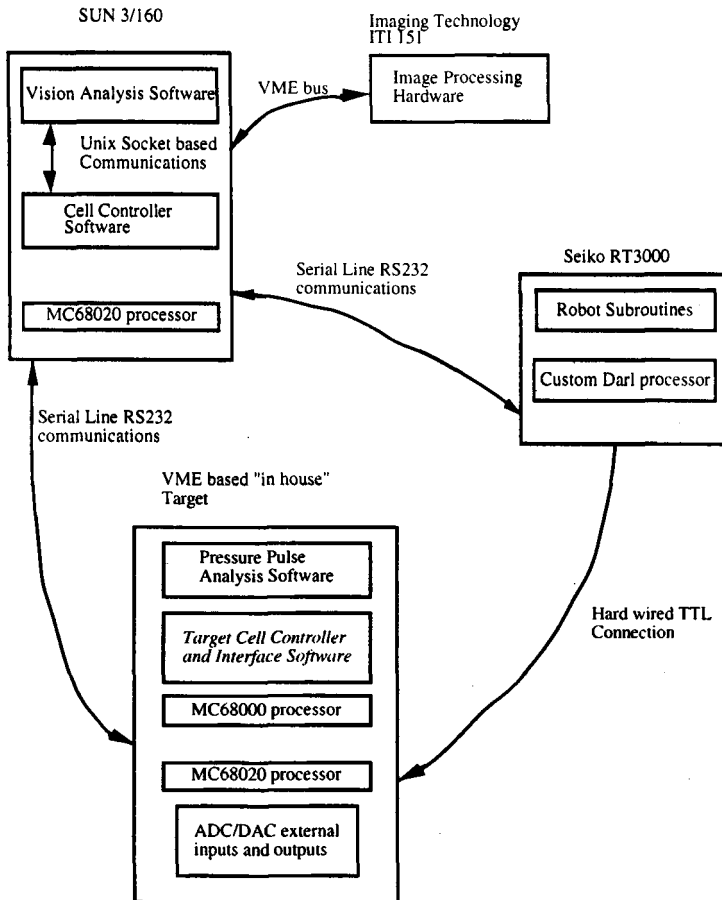 SUN 3/160
Imaging Technology
ITI 151
Vision Analysis Software
VME bus
Image Processing
Hardware
Unix Socket based
Communications
Cell Controller
Software
MC68020 processor
Serial Line RS232
communications
Seiko RT3000
Robot Subroutines
Custom Darl processor
Serial Line RS232
communications
VME based "in house"
Target
Pressure Pulse
Analysis Software
Target Cell Controller
and Interface Software
MC68000 processor
MC68020 processor
ADC/DAC external
inputs and outputs
Hard wired TTL
Connection